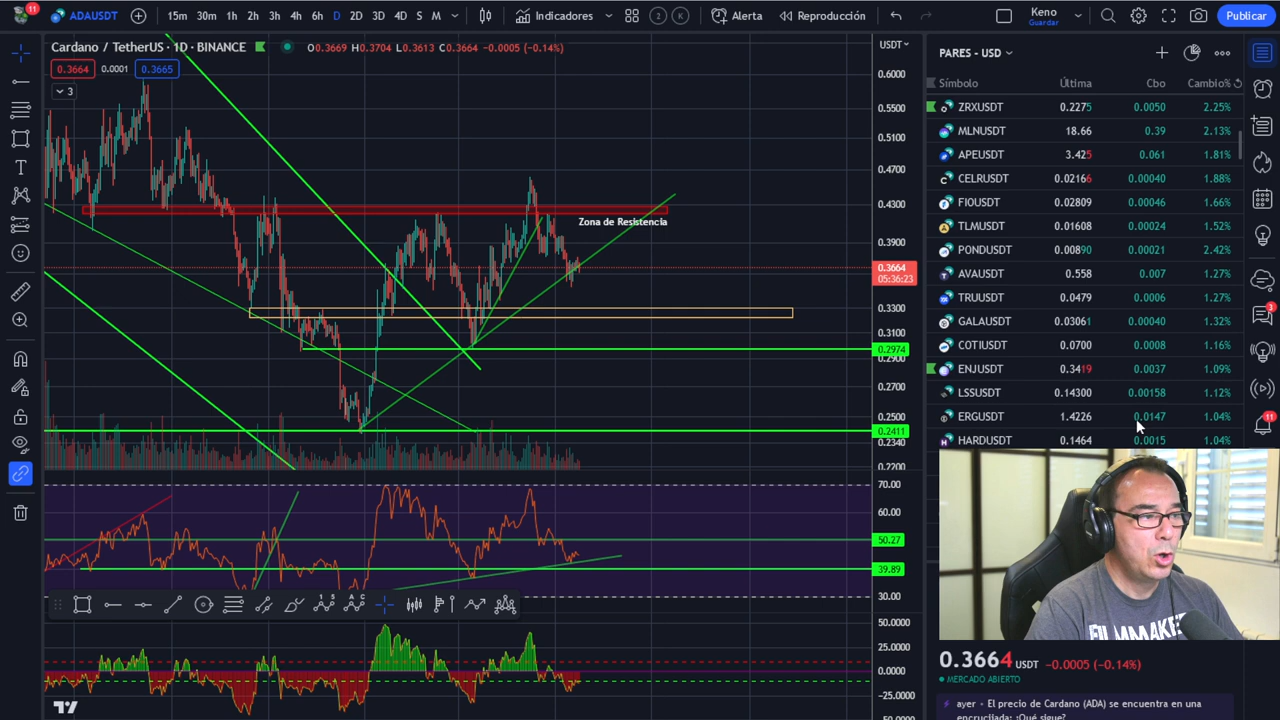 11
ADAUSDT
15m 30m 1h 2h 3h 4h 6h D 2D 3D 4D S M
Indicadores
2 K
Alerta
Reproducción
Keno
Guardar
Publicar
Cardano / TetherUS · 1D · BINANCE
O0.3669 H0.3704 L0.3613 C0.3664 −0.0005 (−0.14%)
0.3664 0.0001 0.3665
3
USDT
0.6000
0.5500
0.5100
0.4700
0.4300
Zona de Resistencia
0.3900
0.3664
05:36:23
0.3300
0.3100
0.2974
0.2900
0.2700
0.2500
0.2411
0.2340
0.2200
70.00
60.00
50.27
39.89
30.00
50.0000
25.0000
0.0000
−25.0000
−50.0000
PARES - USD
Símbolo Última Cbo Cambio%
ZRXUSDT 0.2275 0.0050 2.25%
MLNUSDT 18.66 0.39 2.13%
APEUSDT 3.425 0.061 1.81%
CELRUSDT 0.02166 0.00040 1.88%
FIOUSDT 0.02809 0.00046 1.66%
TLMUSDT 0.01608 0.00024 1.52%
PONDUSDT 0.00890 0.00021 2.42%
AVAUSDT 0.558 0.007 1.27%
TRUUSDT 0.0479 0.0006 1.27%
GALAUSDT 0.03061 0.00040 1.32%
COTIUSDT 0.0700 0.0008 1.16%
ENJUSDT 0.3419 0.0037 1.09%
LSSUSDT 0.14300 0.00158 1.12%
ERGUSDT 1.4226 0.0147 1.04%
HARDUSDT 0.1464 0.0015 1.04%
3
11
FILMMAKER
0.3664 USDT −0.0005 (−0.14%)
MERCADO ABIERTO
ayer • El precio de Cardano (ADA) se encuentra en una
encrucijada: ¿Qué sigue?